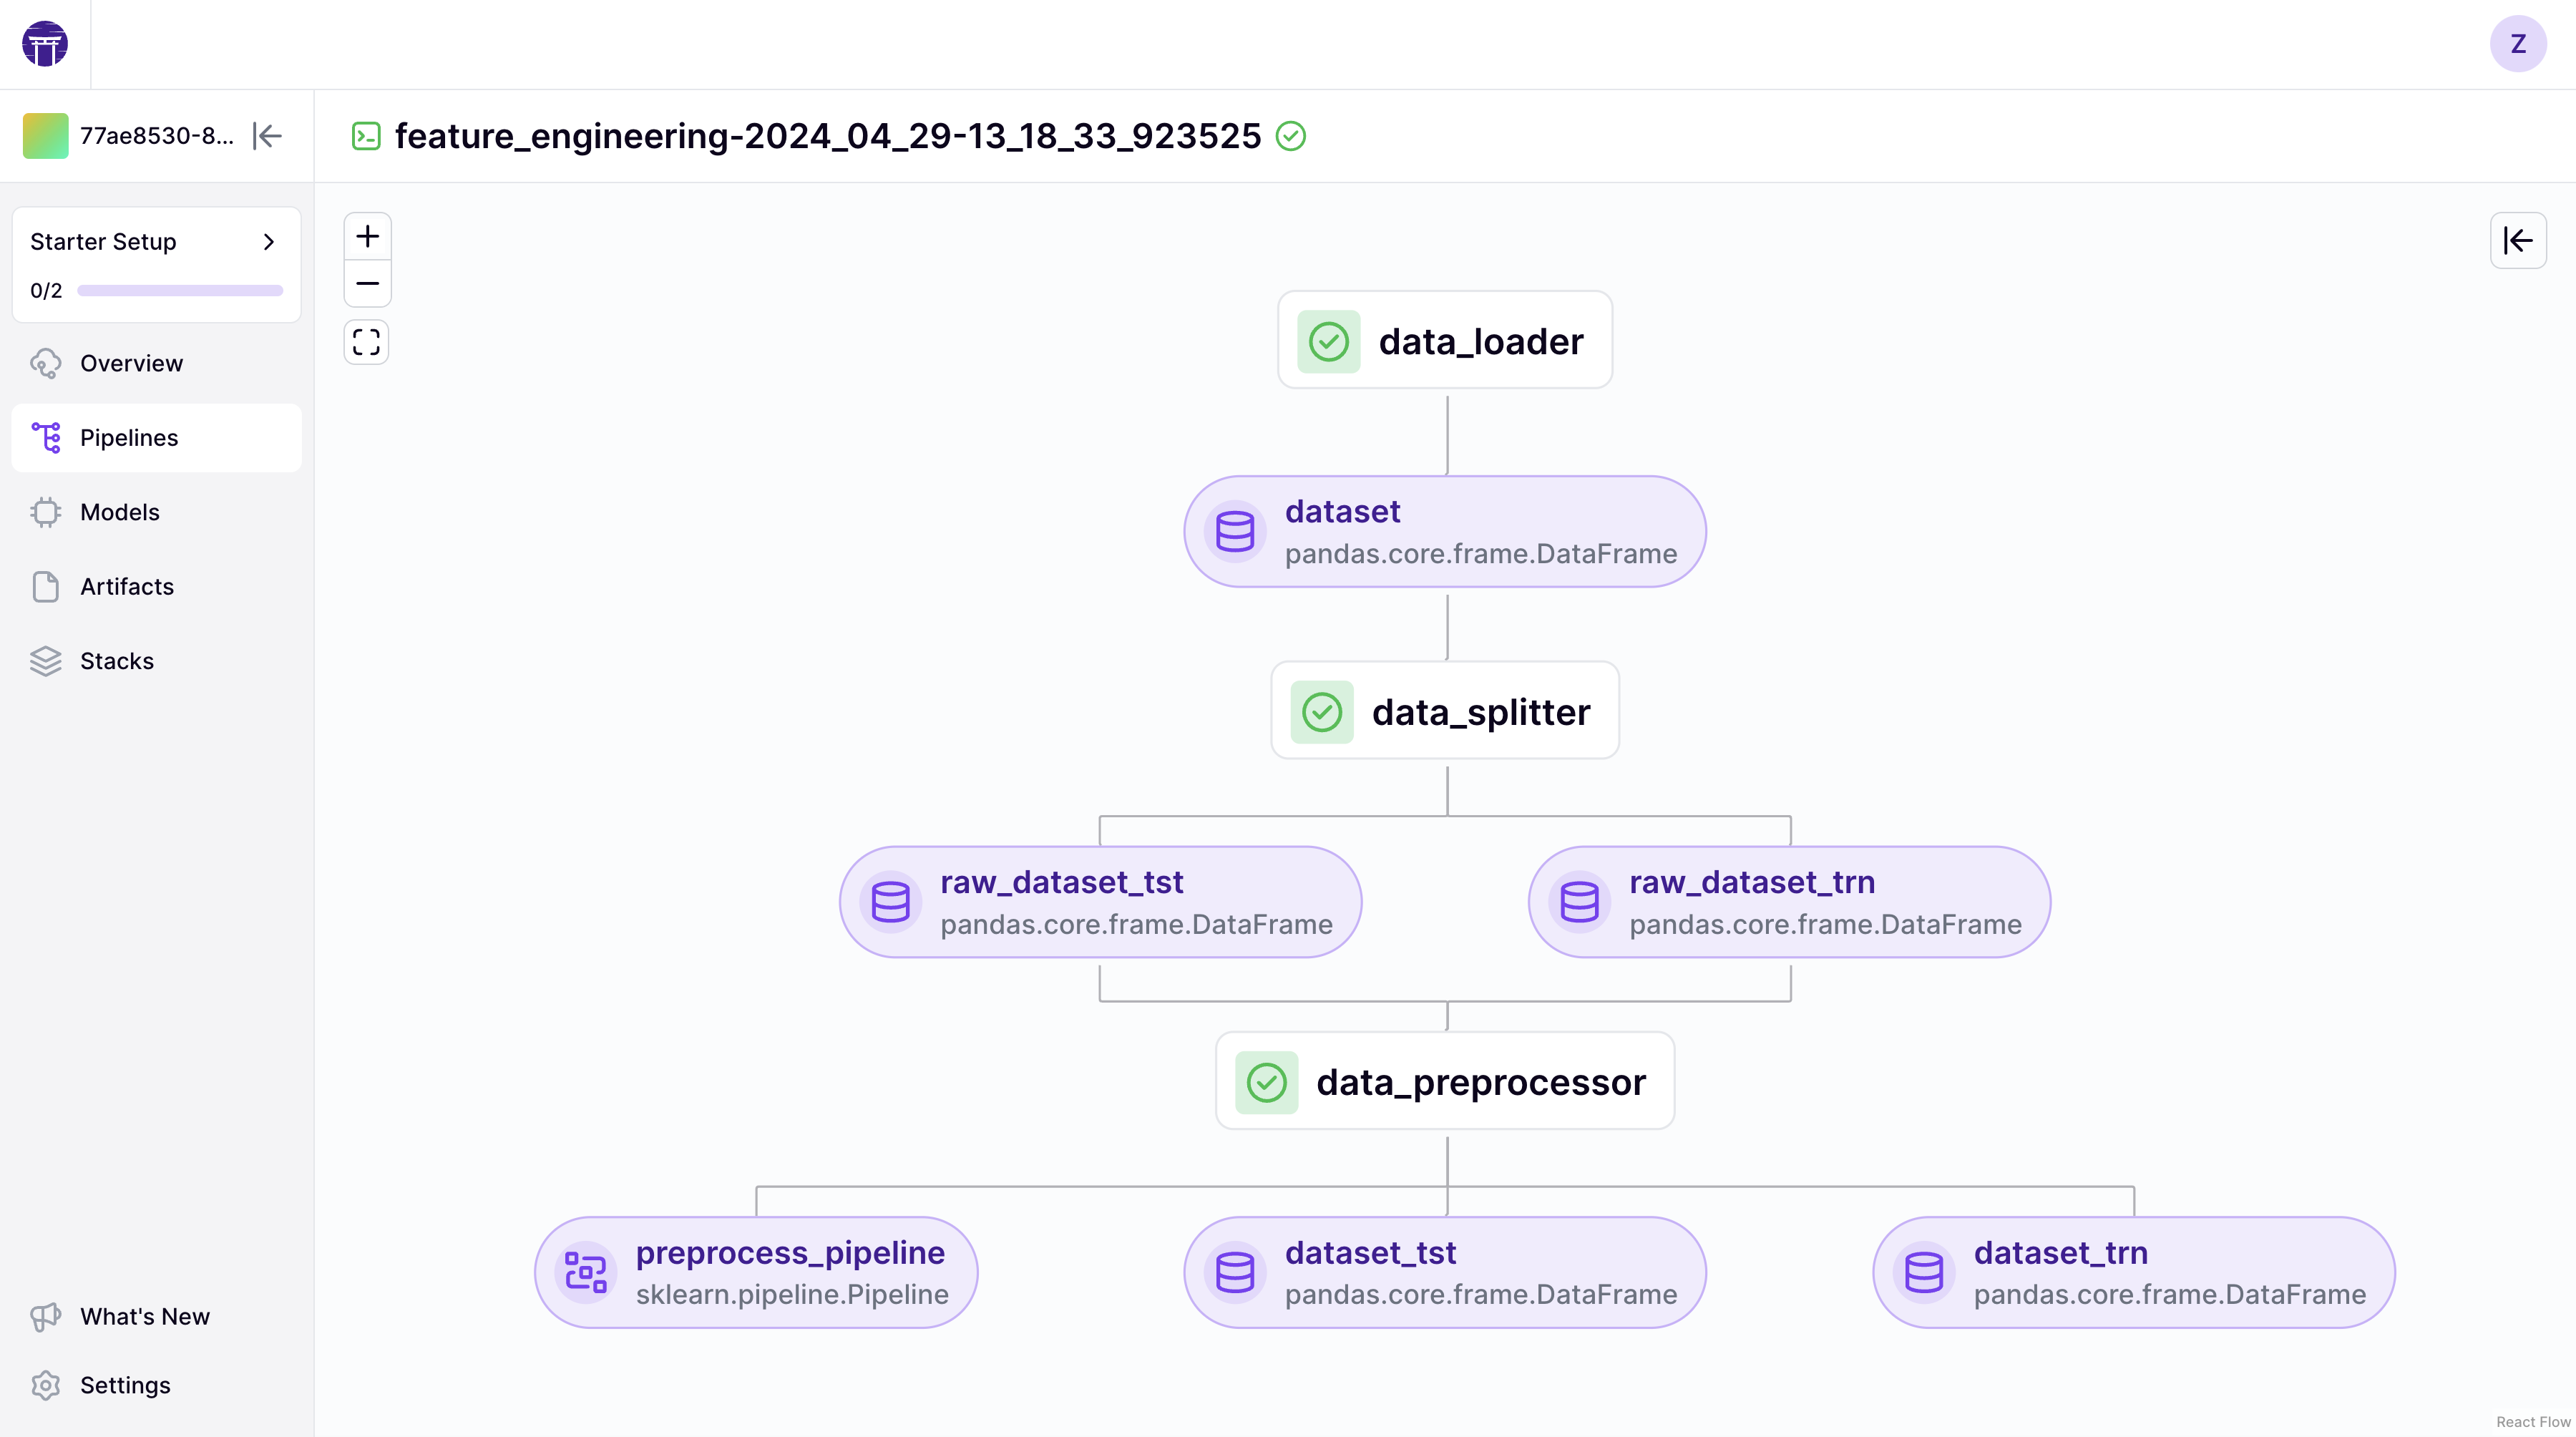 Z
77ae8530-8...
feature_engineering-2024_04_29-13_18_33_923525
Starter Setup
0/2
Overview
Pipelines
Models
Artifacts
Stacks
What's New
Settings
data_loader
dataset
pandas.core.frame.DataFrame
data_splitter
raw_dataset_tst
pandas.core.frame.DataFrame
raw_dataset_trn
pandas.core.frame.DataFrame
data_preprocessor
preprocess_pipeline
sklearn.pipeline.Pipeline
dataset_tst
pandas.core.frame.DataFrame
dataset_trn
pandas.core.frame.DataFrame
React Flow